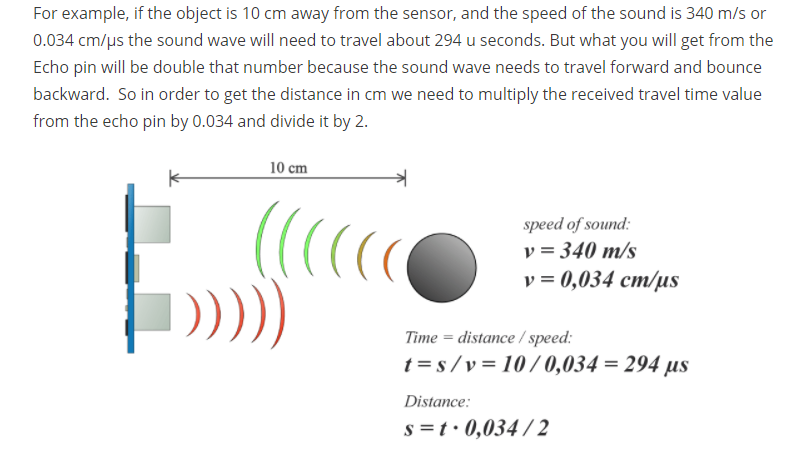 For example, if the object is 10 cm away from the sensor, and the speed of the sound is 340 m/s or
0.034 cm/µs the sound wave will need to travel about 294 u seconds. But what you will get from the
Echo pin will be double that number because the sound wave needs to travel forward and bounce
backward.  So in order to get the distance in cm we need to multiply the received travel time value
from the echo pin by 0.034 and divide it by 2.
10 cm
speed of sound:
v = 340 m/s
v = 0,034 cm/µs
Time = distance / speed:
t = s / v = 10 / 0,034 = 294 µs
Distance:
s = t · 0,034 / 2